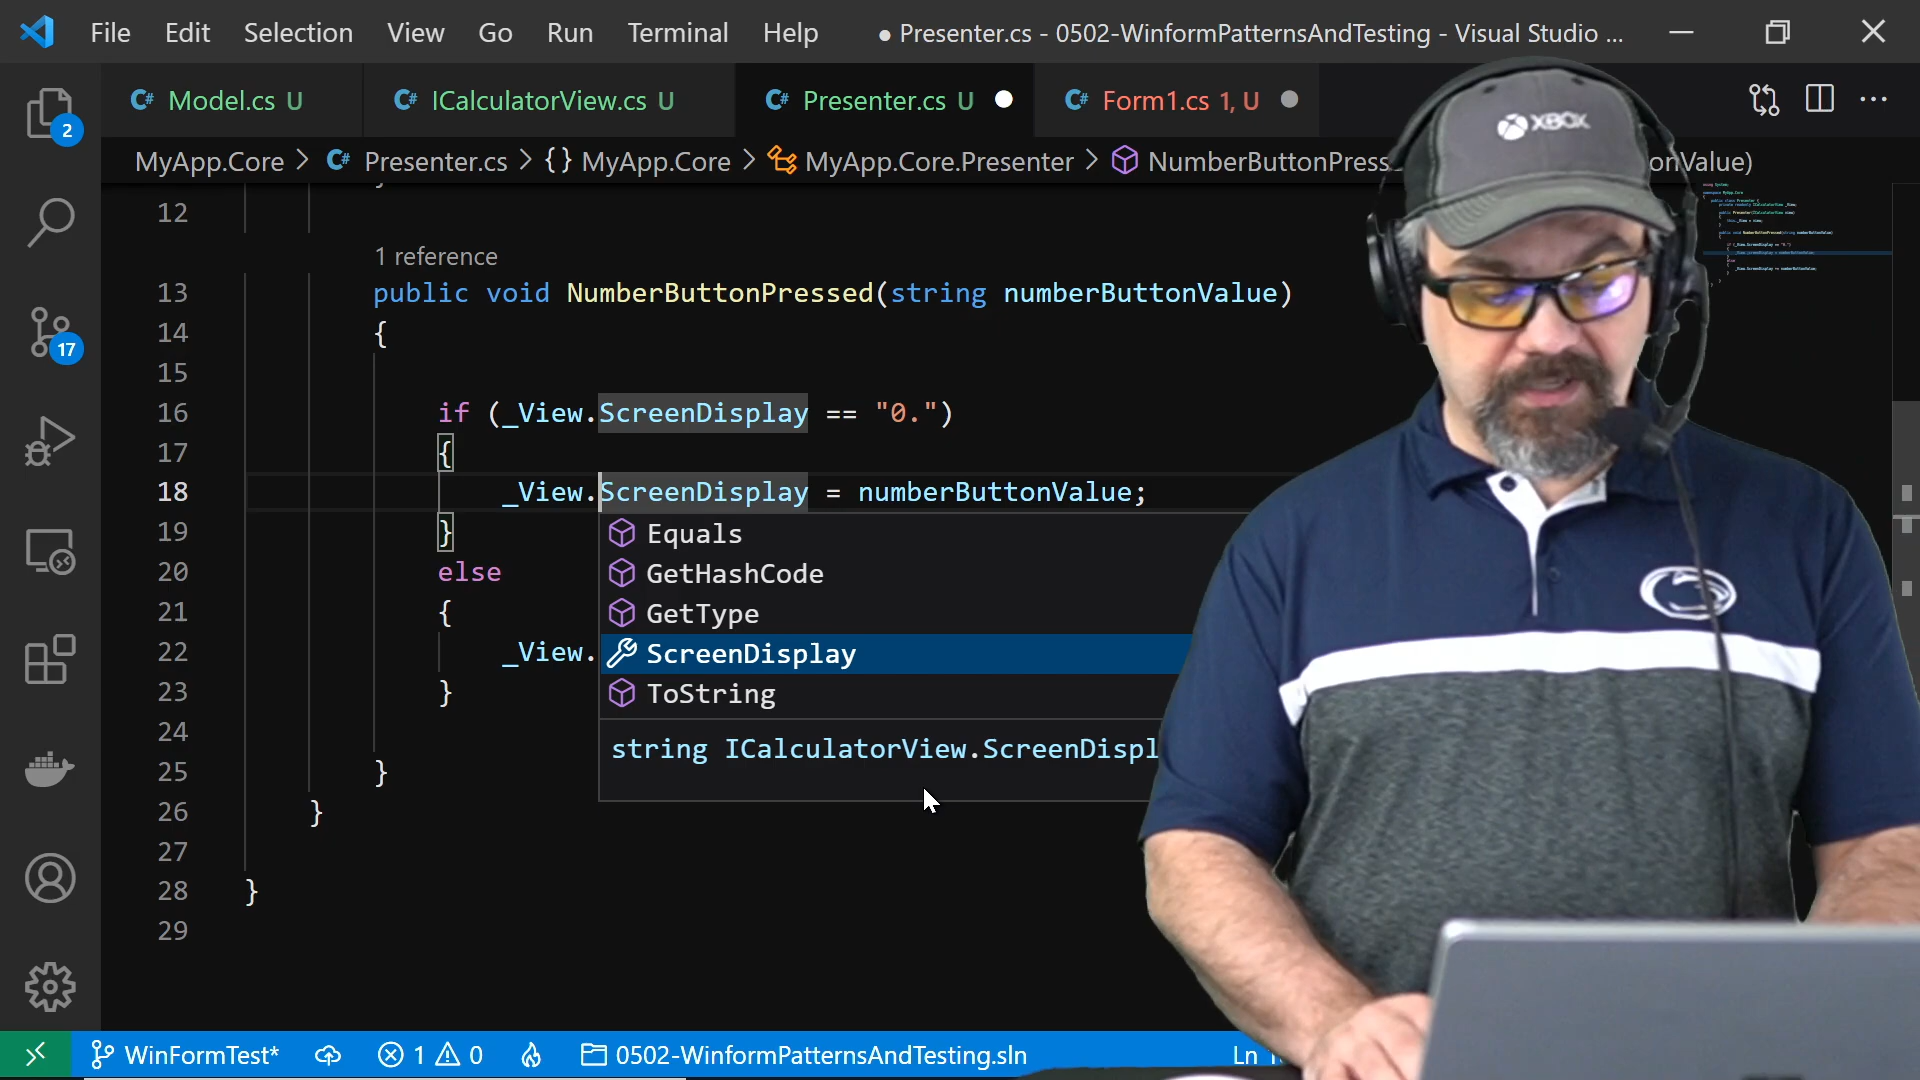 File Edit Selection View Go Run Terminal Help ● Presenter.cs - 0502-WinformPatternsAndTesting - Visual Studio ...
Model.cs U ICalculatorView.cs U Presenter.cs U Form1.cs 1, U
2
MyApp.Core > Presenter.cs > {} MyApp.Core > MyApp.Core.Presenter > NumberButtonPress onValue)
XBOX
12
1 reference
13 public void NumberButtonPressed(string numberButtonValue)
14 {
15
16 if (_View.ScreenDisplay == "0.")
17 {
17
18 _View.ScreenDisplay = numberButtonValue;
19 }
Equals
20 else
GetHashCode
21 {
GetType
22 _View.
ScreenDisplay
23 }
ToString
24
string ICalculatorView.ScreenDispl
25 }
26 }
27
28 }
29
WinFormTest* 1 0 0502-WinformPatternsAndTesting.sln Ln